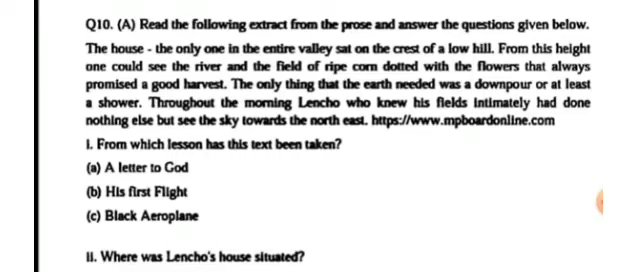 Q10. (A) Read the following extract from the prose and answer the questions given below.
The house - the only one in the entire valley sat on the crest of a low hill. From this height
one could see the river and the field of ripe corn dotted with the flowers that always
promised a good harvest. The only thing that the earth needed was a downpour or at least
a shower. Throughout the morning Lencho who knew his fields intimately had done
nothing else but see the sky towards the north east. https://www.mpboardonline.com
I. From which lesson has this text been taken?
(a) A letter to God
(b) His first Flight
(c) Black Aeroplane
II. Where was Lencho's house situated?